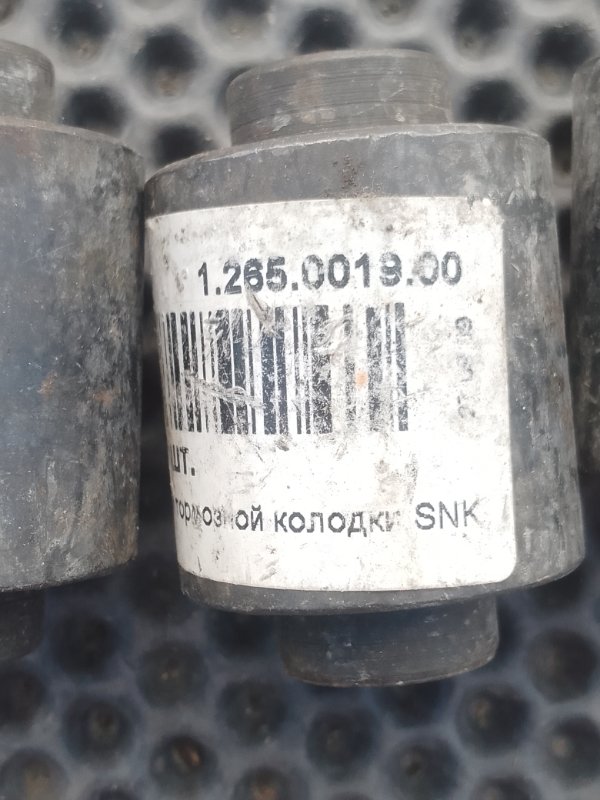 1.265.0019.00
шт.
тормозной колодки SNK